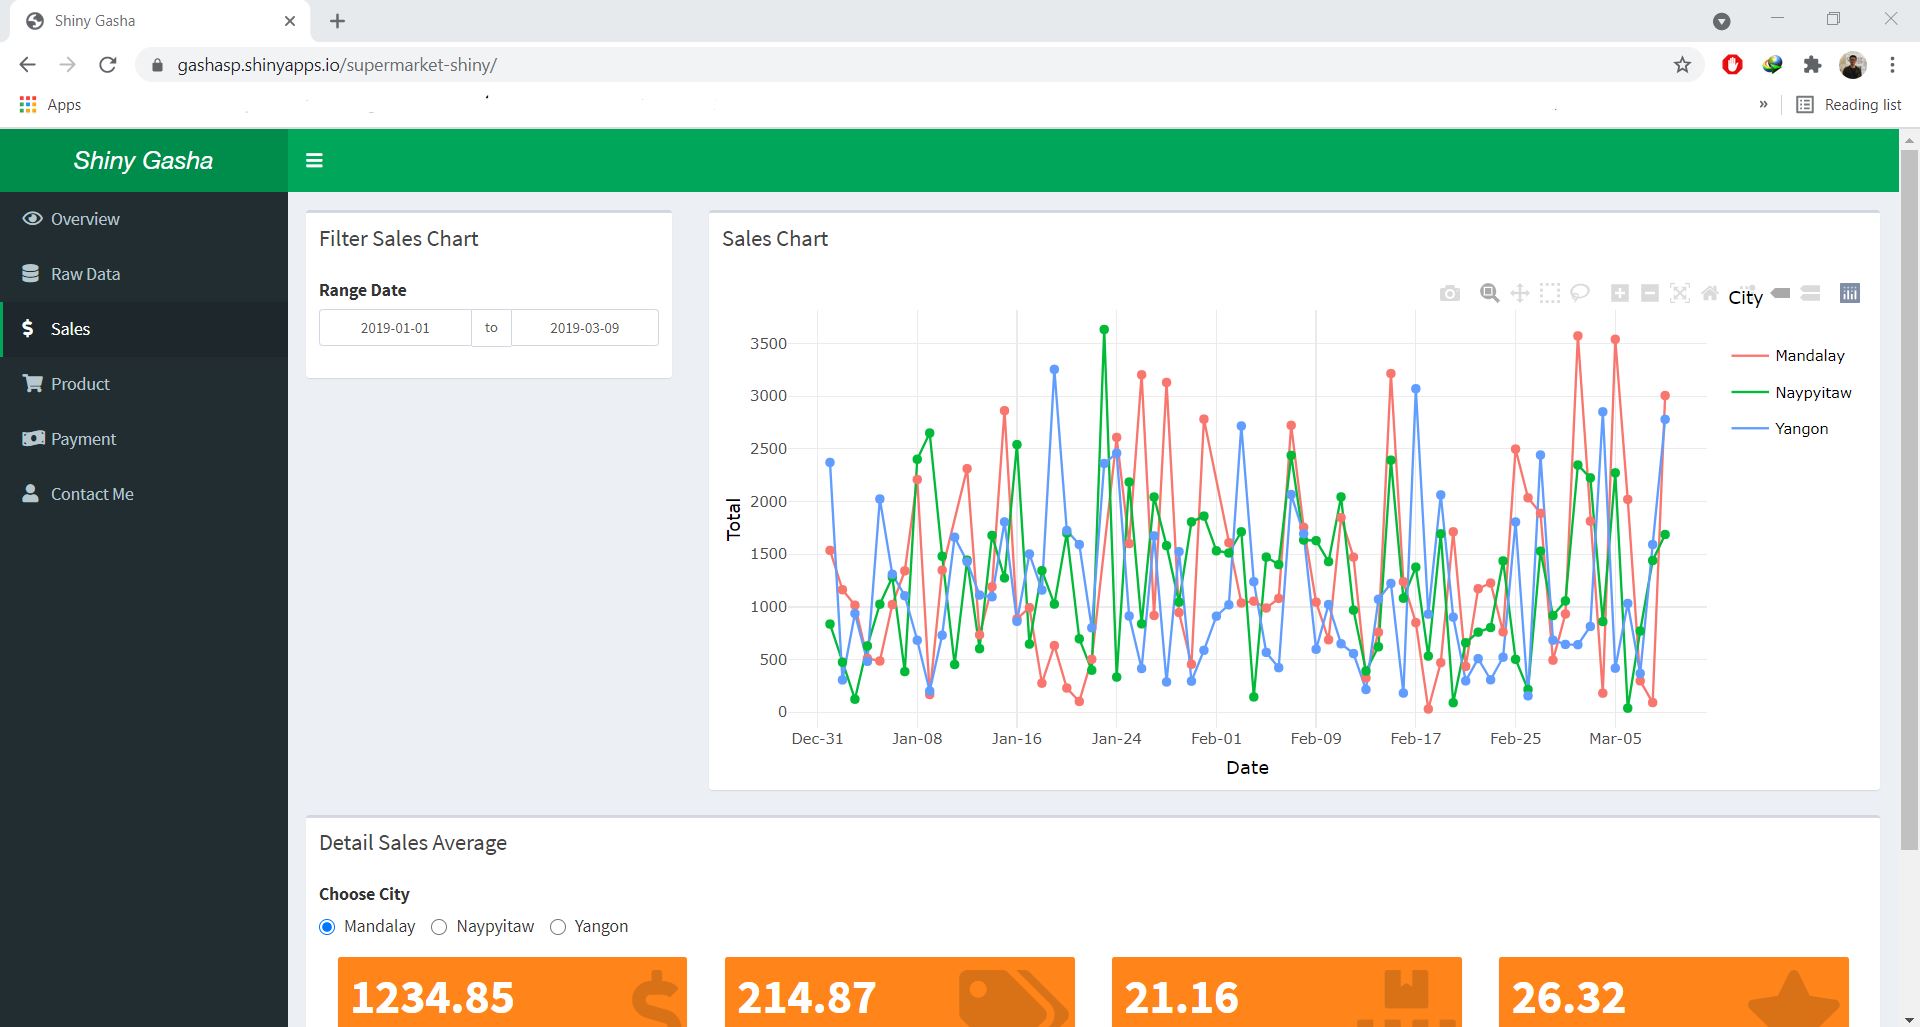 Shiny Gasha
gashasp.shinyapps.io/supermarket-shiny/
Apps
» Reading list
Shiny Gasha
Overview
Raw Data
Sales
Product
Payment
Contact Me
Filter Sales Chart
Range Date
2019-01-01 to 2019-03-09
Sales Chart
City
Mandalay
Naypyitaw
Yangon
Total
3500
3000
2500
2000
1500
1000
500
0
Dec-31 Jan-08 Jan-16 Jan-24 Feb-01 Feb-09 Feb-17 Feb-25 Mar-05
Date
Detail Sales Average
Choose City
Mandalay Naypyitaw Yangon
1234.85 214.87 21.16 26.32